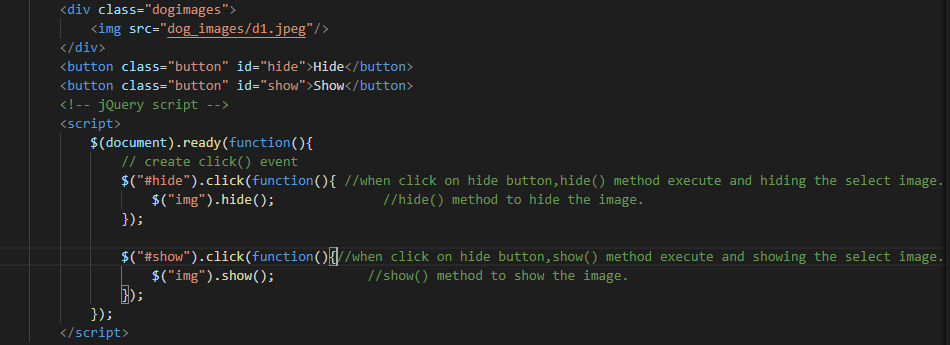 <div class="dogimages">
<img src="dog_images/d1.jpeg"/>
</div>
<button class="button" id="hide">Hide</button>
<button class="button" id="show">Show</button>
<!-- jQuery script -->
<script>
$(document).ready(function(){
// create click() event
$("#hide").click(function(){ //when click on hide button,hide() method execute and hiding the select image.
$("img").hide(); //hide() method to hide the image.
});
$("#show").click(function(){//when click on hide button,show() method execute and showing the select image.
$("img").show(); //show() method to show the image.
});
});
</script>